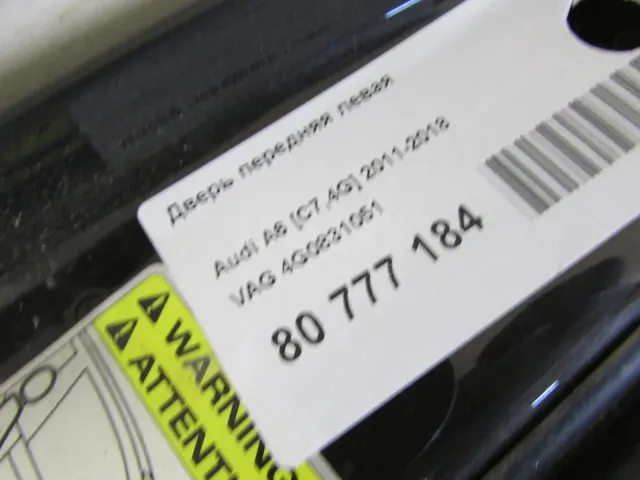 Дверь передняя левая
Audi A6 [C7,4G] 2011-2018
VAG 4G0831051
80 777 184
WARNING
ATTENTI